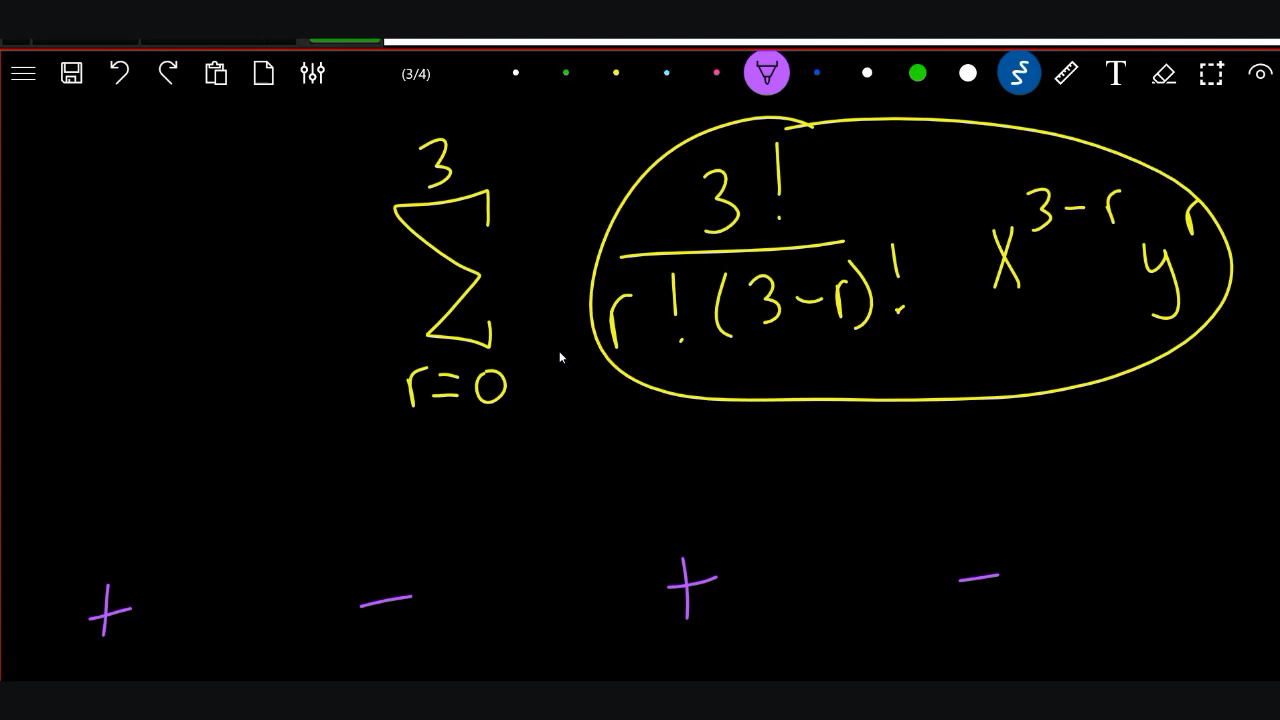 (3/4) T
3
∑
r=0
3! / r!(3-r)! x^{3-r} y^r
+ - + -